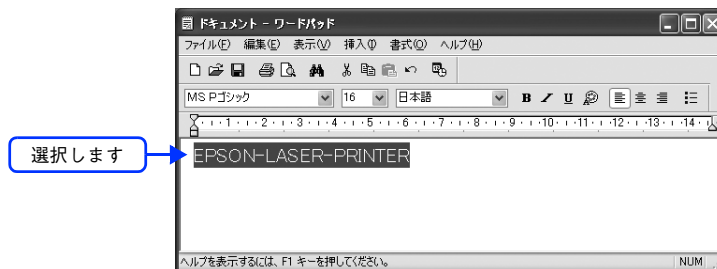 ドキュメント - ワードパッド
ファイル(F) 編集(E) 表示(V) 挿入(I) 書式(O) ヘルプ(H)
MS Pゴシック 16 日本語 B I U
1 2 3 4 5 6 7 8 9 10 11 12 13 14
選択します
EPSON-LASER-PRINTER
ヘルプを表示するには、F1 キーを押してください。 NUM